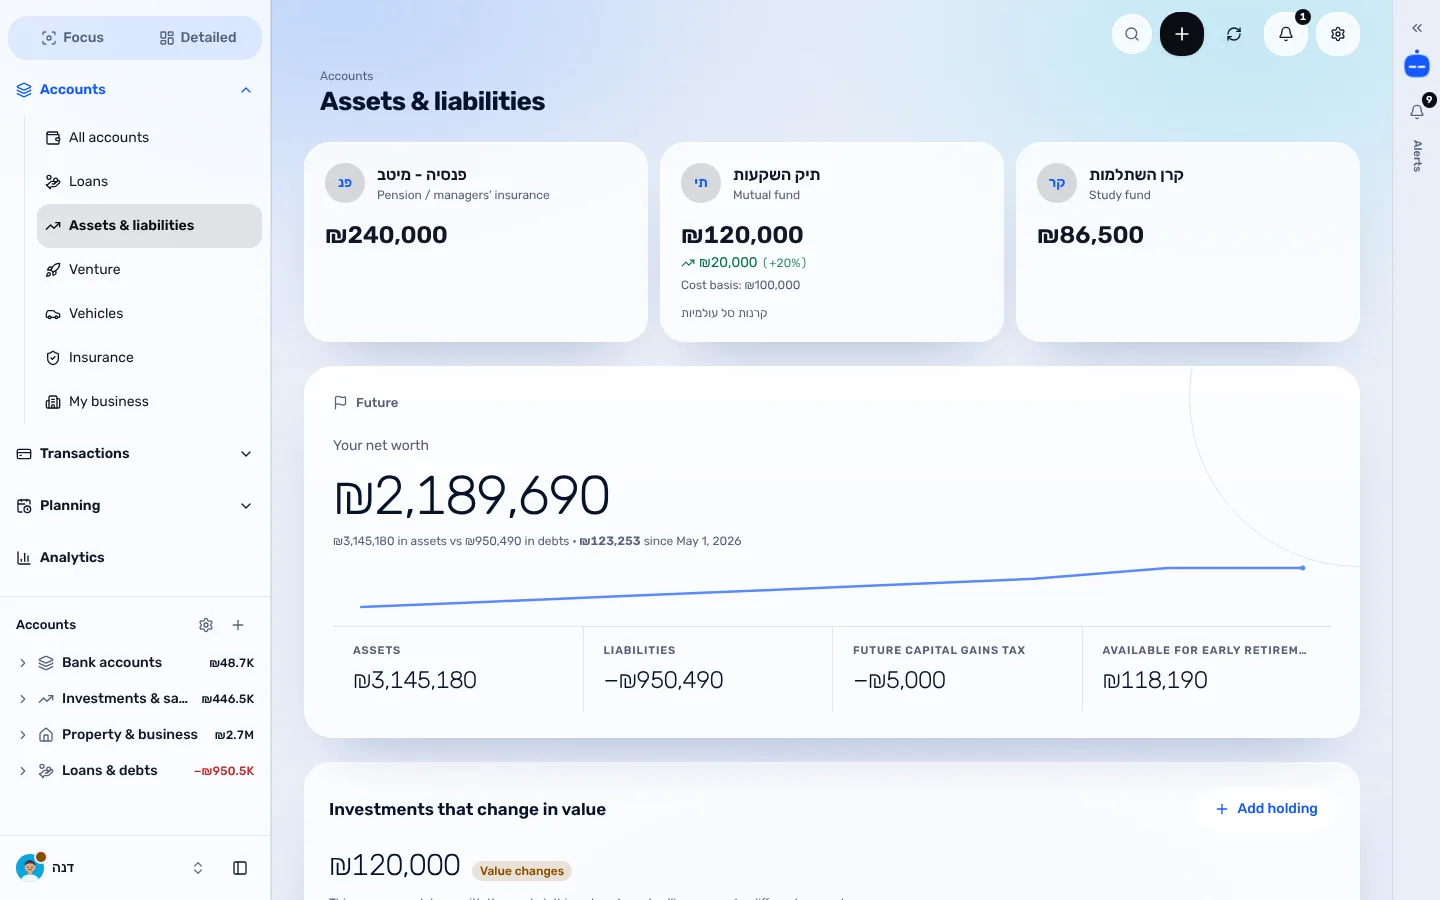 Focus
Detailed
Accounts
All accounts
Loans
Assets & liabilities
Venture
Vehicles
Insurance
My business
Transactions
Planning
Analytics
Accounts
Bank accounts ₪48.7K
Investments & sa... ₪446.5K
Property & business ₪2.7M
Loans & debts −₪950.5K
דנה
1
Accounts
Assets & liabilities
פנ
פנסיה - מיטב
Pension / managers' insurance
₪240,000
תי
תיק השקעות
Mutual fund
₪120,000
₪20,000 (+20%)
Cost basis: ₪100,000
קרנות סל עולמיות
קר
קרן השתלמות
Study fund
₪86,500
Future
Your net worth
₪2,189,690
₪3,145,180 in assets vs ₪950,490 in debts • ₪123,253 since May 1, 2026
ASSETS
₪3,145,180
LIABILITIES
−₪950,490
FUTURE CAPITAL GAINS TAX
−₪5,000
AVAILABLE FOR EARLY RETIREM...
₪118,190
Investments that change in value
Add holding
₪120,000 Value changes
9
Alerts